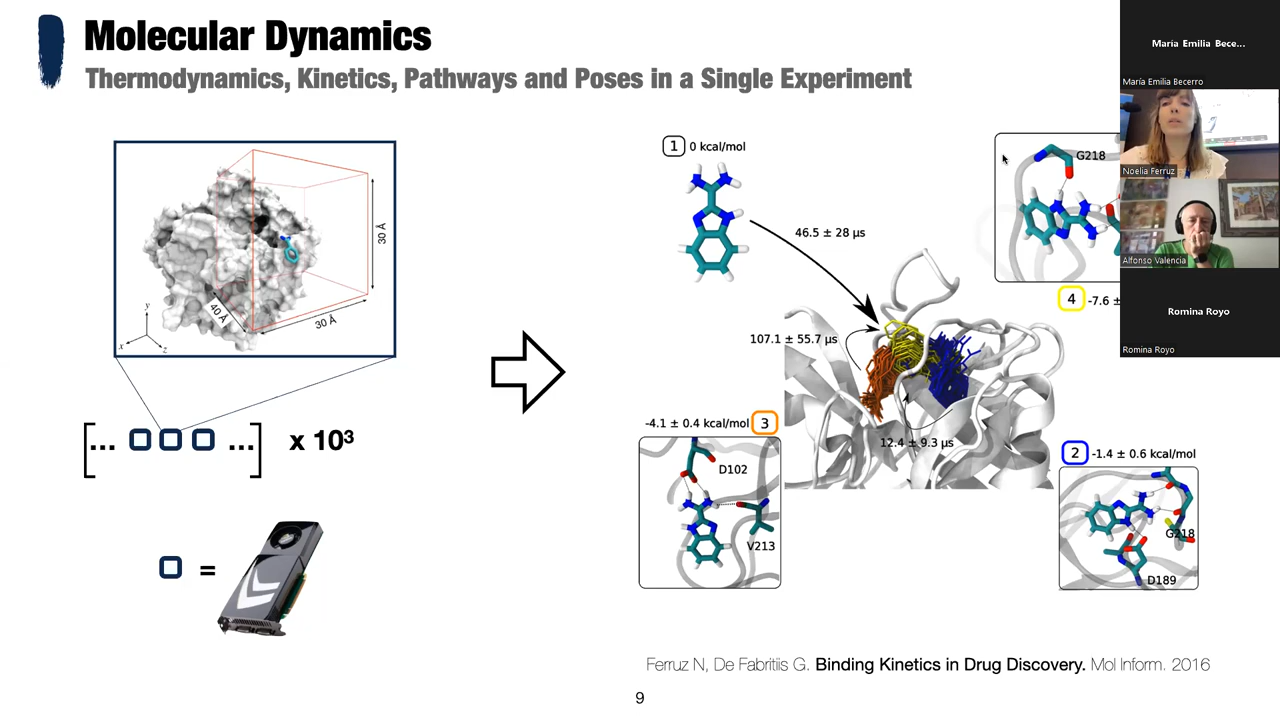 Molecular Dynamics
Thermodynamics, Kinetics, Pathways and Poses in a Single Experiment
30 Å
40 Å
30 Å
y
x
z
[... ...] x 10³
=
1 0 kcal/mol
46.5 ± 28 µs
107.1 ± 55.7 µs
12.4 ± 9.3 µs
G218
4 -7.6 ±
-4.1 ± 0.4 kcal/mol 3
D102
V213
2 -1.4 ± 0.6 kcal/mol
G218
D189
Ferruz N, De Fabritiis G. Binding Kinetics in Drug Discovery. Mol Inform. 2016
9
María Emilia Bece...
María Emilia Becerro
Noelia Ferruz
Alfonso Valencia
Romina Royo
Romina Royo